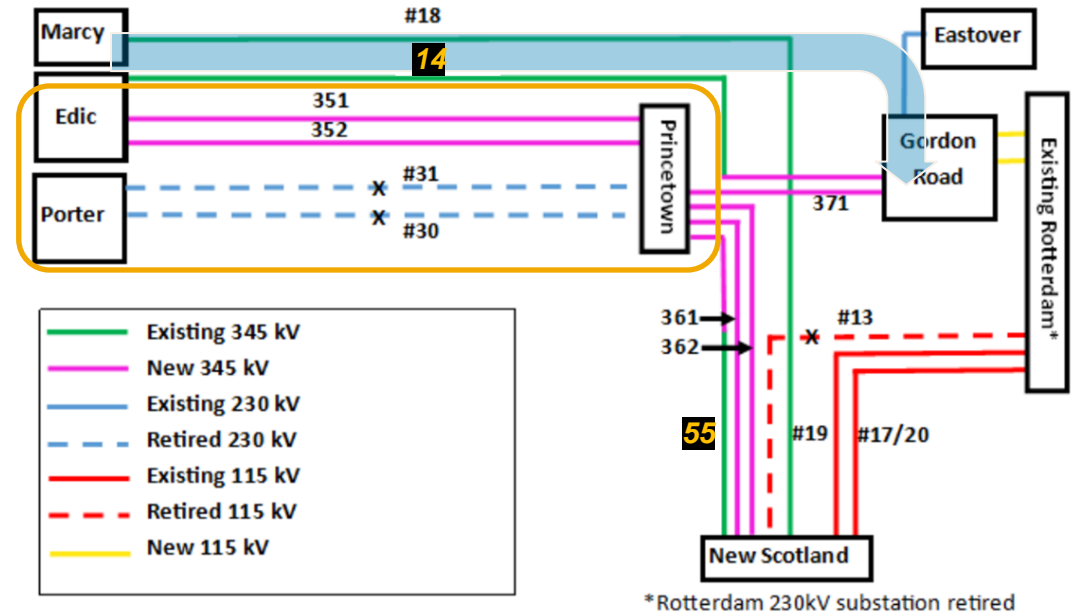 #18
Marcy
Eastover
14
Edic
351
352
Princetown
Gordon
Road
Existing Rotterdam*
#31
Porter
#30
371
361
362
#13
Existing 345 kV
New 345 kV
Existing 230 kV
Retired 230 kV
Existing 115 kV
Retired 115 kV
New 115 kV
55
#19
#17/20
New Scotland
*Rotterdam 230kV substation retired